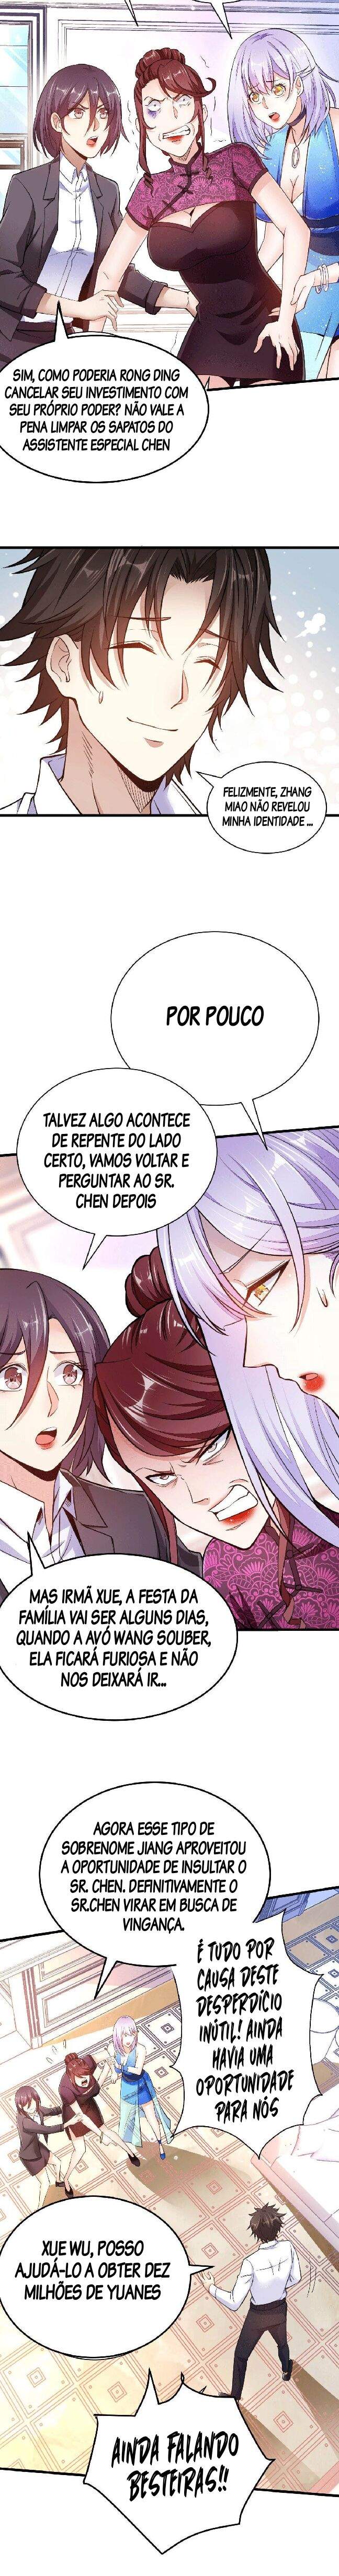 SIM, COMO PODERIA RONG DING
CANCELAR SEU INVESTIMENTO COM
SEU PRÓPRIO PODER? NÃO VALE A
PENA LIMPAR OS SAPATOS DO
ASSISTENTE ESPECIAL CHEN
FELIZMENTE, ZHANG
MIAO NÃO REVELOU
MINHA IDENTIDADE ...
POR POUCO
TALVEZ ALGO ACONTECE
DE REPENTE DO LADO
CERTO, VAMOS VOLTAR E
PERGUNTAR AO SR.
CHEN DEPOIS
MAS IRMÃ XUE, A FESTA DA
FAMÍLIA VAI SER ALGUNS DIAS,
QUANDO A AVÓ WANG SOUBER,
ELA FICARÁ FURIOSA E NÃO
NOS DEIXARÁ IR...
AGORA ESSE TIPO DE
SOBRENOME JIANG APROVEITOU
A OPORTUNIDADE DE INSULTAR O
SR. CHEN. DEFINITIVAMENTE O
SR.CHEN VIRAR EM BUSCA DE
VINGANÇA.
É TUDO POR
CAUSA DESTE
DESPERDÍCIO
INÚTIL! AINDA
HAVIA UMA
OPORTUNIDADE
PARA NÓS
XUE WU, POSSO
AJUDÁ-LO A OBTER DEZ
MILHÕES DE YUANES
AINDA FALANDO
BESTEIRAS!!